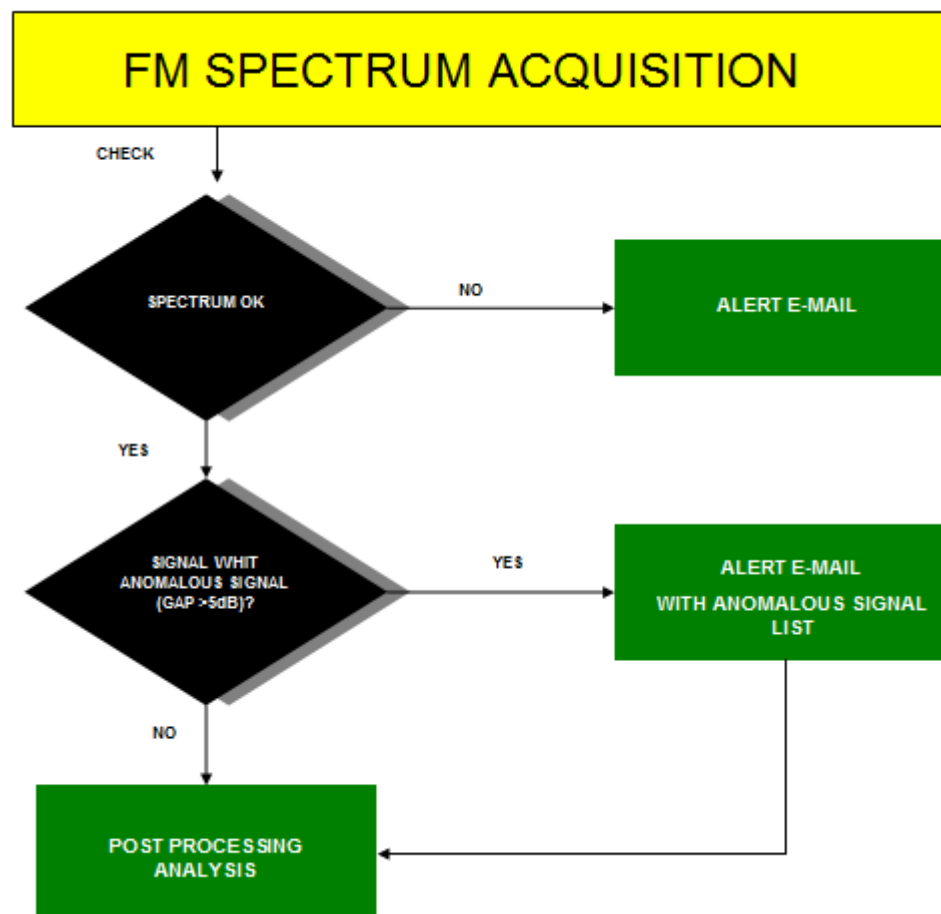 FM SPECTRUM ACQUISITION
CHECK
SPECTRUM OK
NO
ALERT E-MAIL
YES
SIGNAL WHIT
ANOMALOUS SIGNAL
(GAP >5dB)?
YES
ALERT E-MAIL
WITH ANOMALOUS SIGNAL
LIST
NO
POST PROCESSING
ANALYSIS